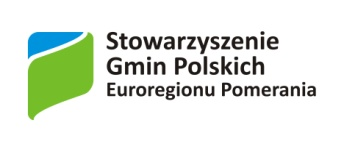 Stowarzyszenie
Gmin Polskich
Euroregionu Pomerania